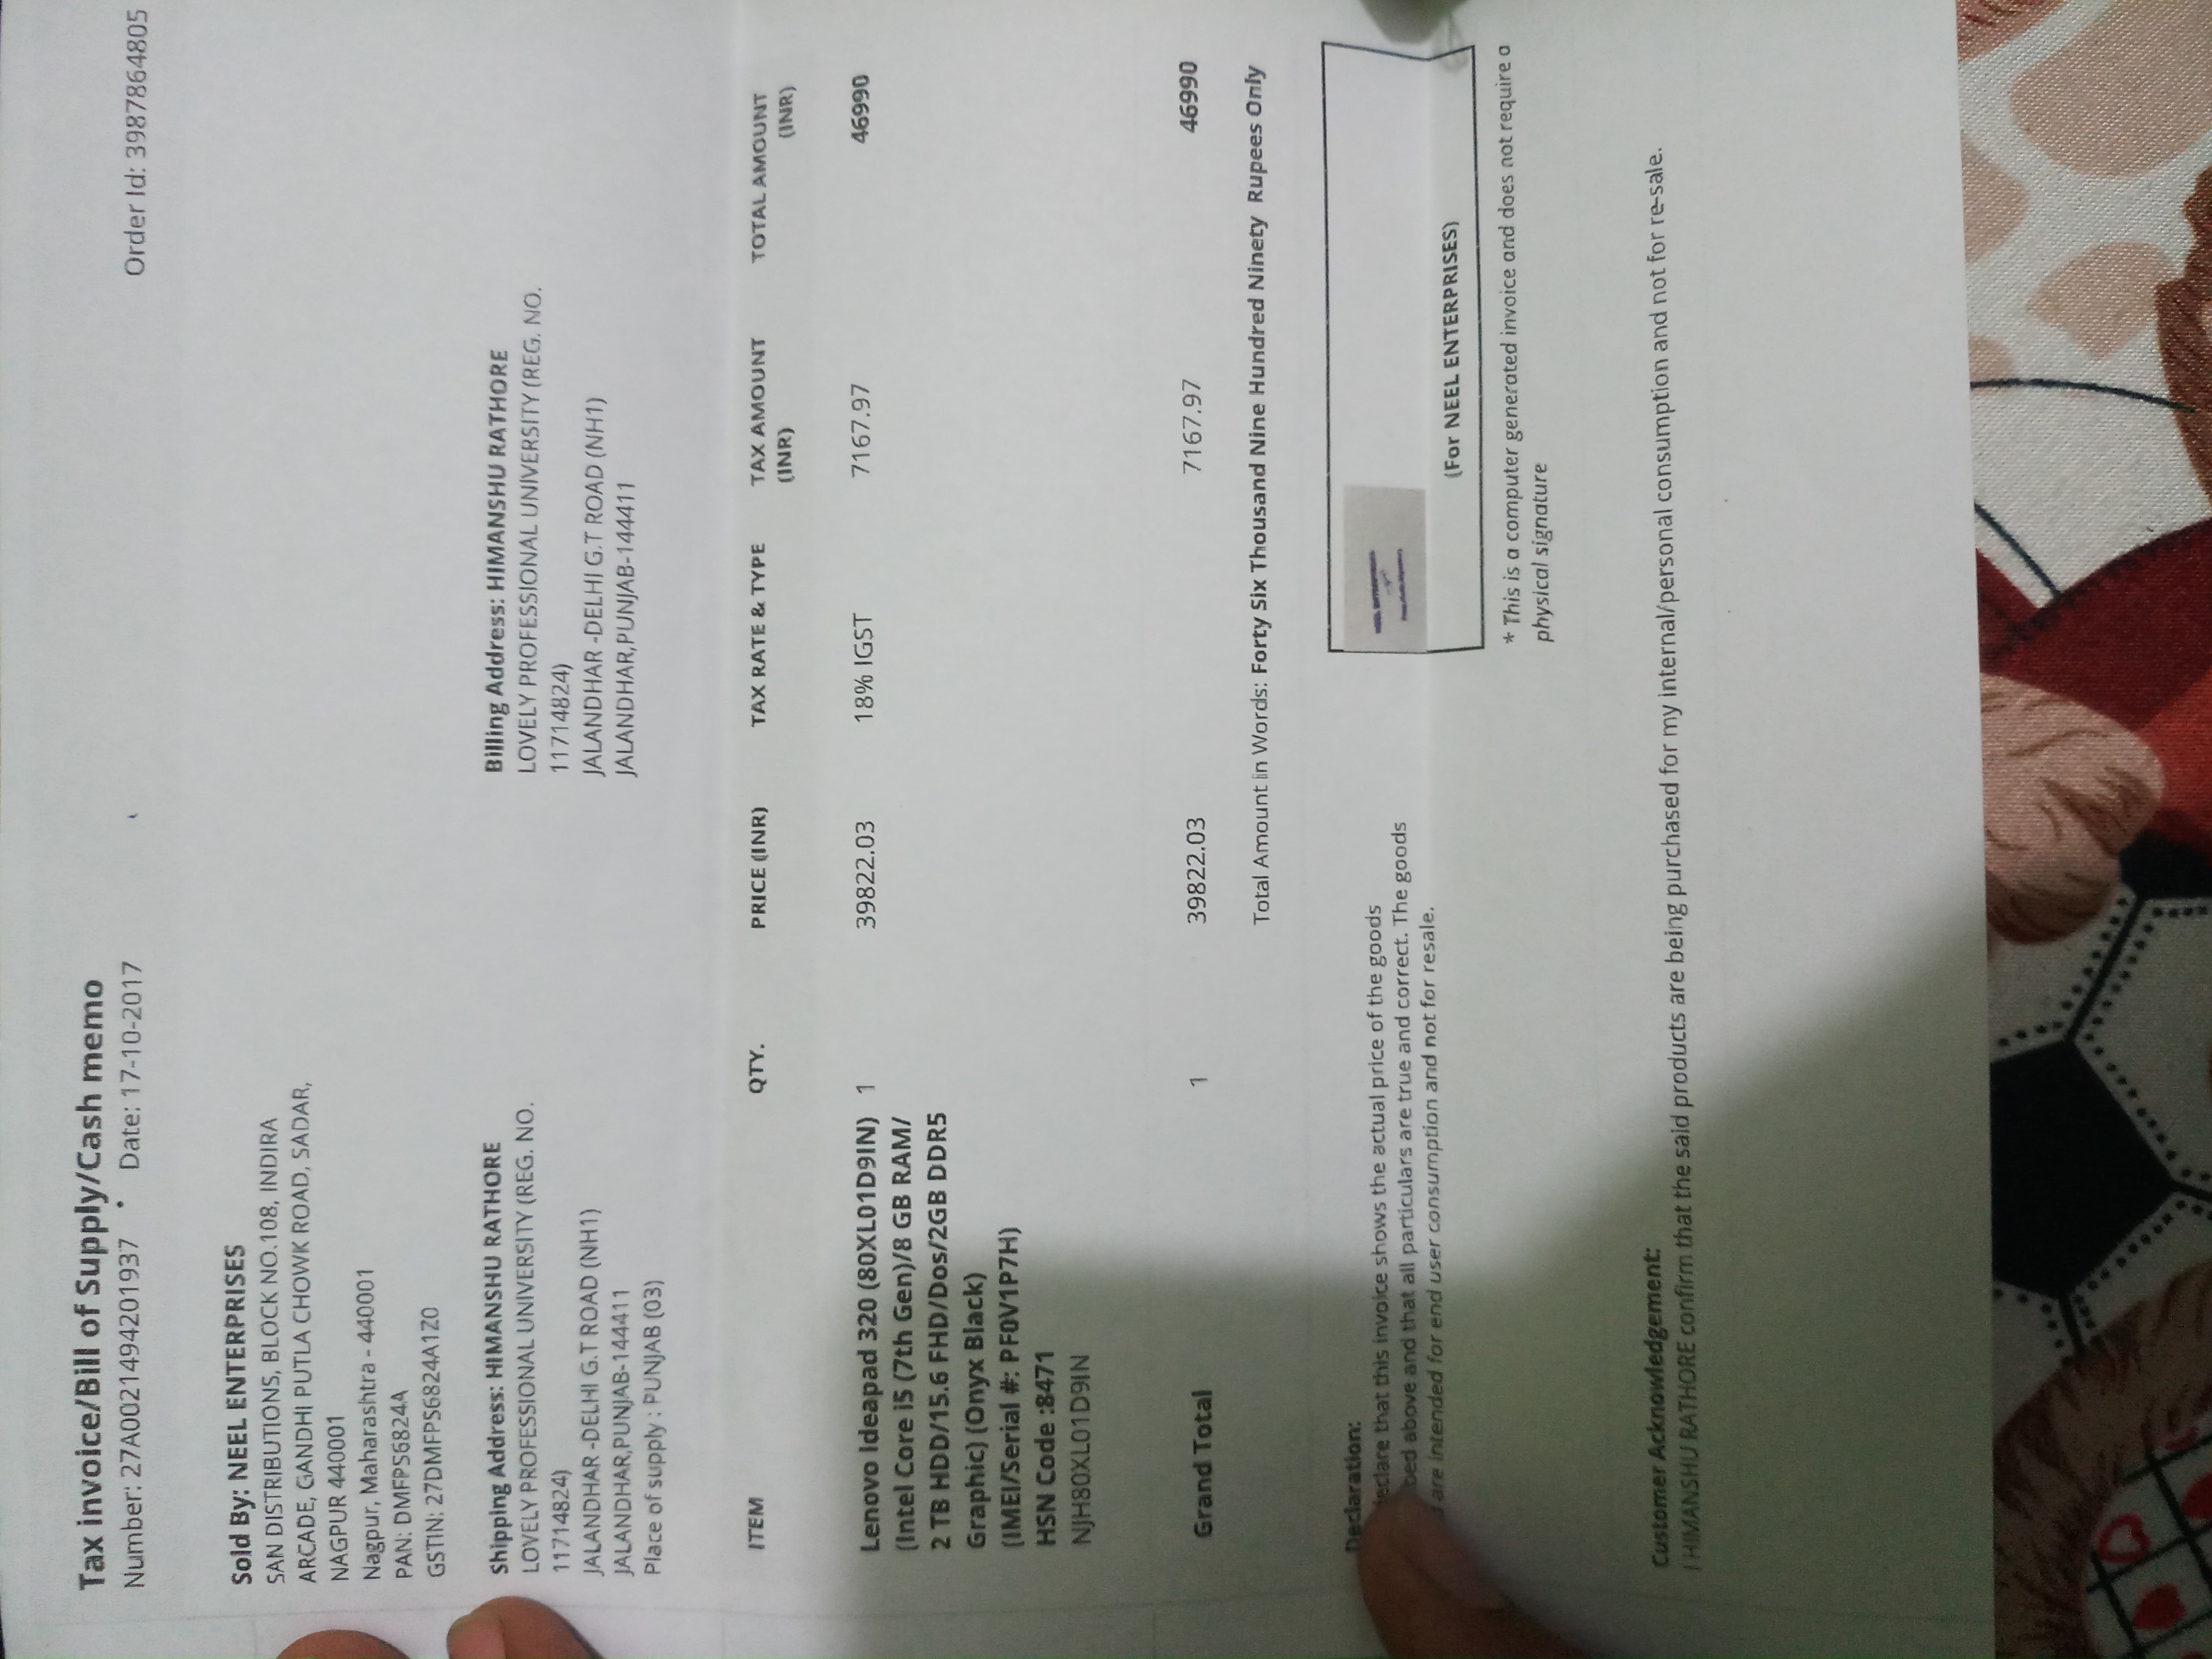 Tax invoice/Bill of Supply/Cash memo
Number: 27A0021494201937 Date: 17-10-2017 Order Id: 3987864805
Sold By: NEEL ENTERPRISES
SAN DISTRIBUTIONS, BLOCK NO.108, INDIRA
ARCADE, GANDHI PUTLA CHOWK ROAD, SADAR,
NAGPUR 440001
Nagpur, Maharashtra - 440001
PAN: DMFPS6824A
GSTIN: 27DMFPS6824A1Z0
Shipping Address: HIMANSHU RATHORE
LOVELY PROFESSIONAL UNIVERSITY (REG. NO.
11714824)
JALANDHAR -DELHI G.T ROAD (NH1)
JALANDHAR,PUNJAB-144411
Place of supply : PUNJAB (03)
Billing Address: HIMANSHU RATHORE
LOVELY PROFESSIONAL UNIVERSITY (REG. NO.
11714824)
JALANDHAR -DELHI G.T ROAD (NH1)
JALANDHAR,PUNJAB-144411
ITEM QTY. PRICE (INR) TAX RATE & TYPE TAX AMOUNT (INR) TOTAL AMOUNT (INR)
Lenovo Ideapad 320 (80XL01D9IN) 1 39822.03 18% IGST 7167.97 46990
(Intel Core i5 (7th Gen)/8 GB RAM/
2 TB HDD/15.6 FHD/Dos/2GB DDR5
Graphic) (Onyx Black)
(IMEI/Serial #: PF0V1P7H)
HSN Code :8471
NJH80XL01D9IN
Grand Total 1 39822.03 7167.97 46990
Total Amount in Words: Forty Six Thousand Nine Hundred Ninety Rupees Only
Declaration:
declare that this invoice shows the actual price of the goods
above and that all particulars are true and correct. The goods
are intended for end user consumption and not for resale.
(For NEEL ENTERPRISES)
* This is a computer generated invoice and does not require a
physical signature
Customer Acknowledgement:
I HIMANSHU RATHORE confirm that the said products are being purchased for my internal/personal consumption and not for re-sale.